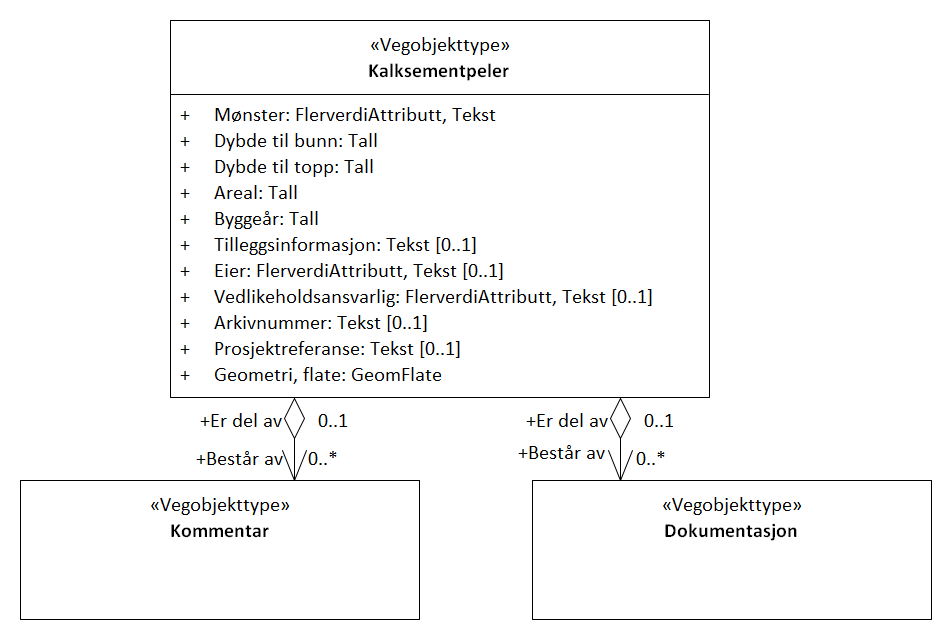 «Vegobjekttype»
Kalksementpeler
+ Mønster: FlerverdiAttributt, Tekst
+ Dybde til bunn: Tall
+ Dybde til topp: Tall
+ Areal: Tall
+ Byggeår: Tall
+ Tilleggsinformasjon: Tekst [0..1]
+ Eier: FlerverdiAttributt, Tekst [0..1]
+ Vedlikeholdsansvarlig: FlerverdiAttributt, Tekst [0..1]
+ Arkivnummer: Tekst [0..1]
+ Prosjektreferanse: Tekst [0..1]
+ Geometri, flate: GeomFlate
+Er del av 0..1
+Består av 0..*
+Er del av 0..1
+Består av 0..*
«Vegobjekttype»
Kommentar
«Vegobjekttype»
Dokumentasjon